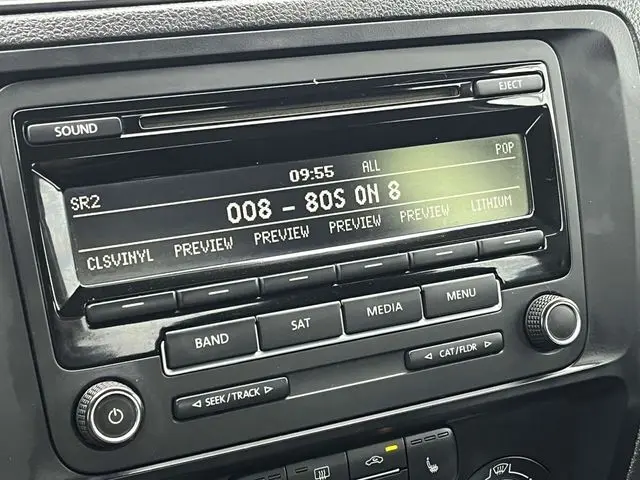 EJECT
SOUND
SR2 09:55 ALL POP
008 - 80S ON 8
CLSVINYL PREVIEW PREVIEW PREVIEW PREVIEW LITHIUM
BAND SAT MEDIA MENU
◁ SEEK/TRACK ▷ ◁ CAT/FLDR ▷